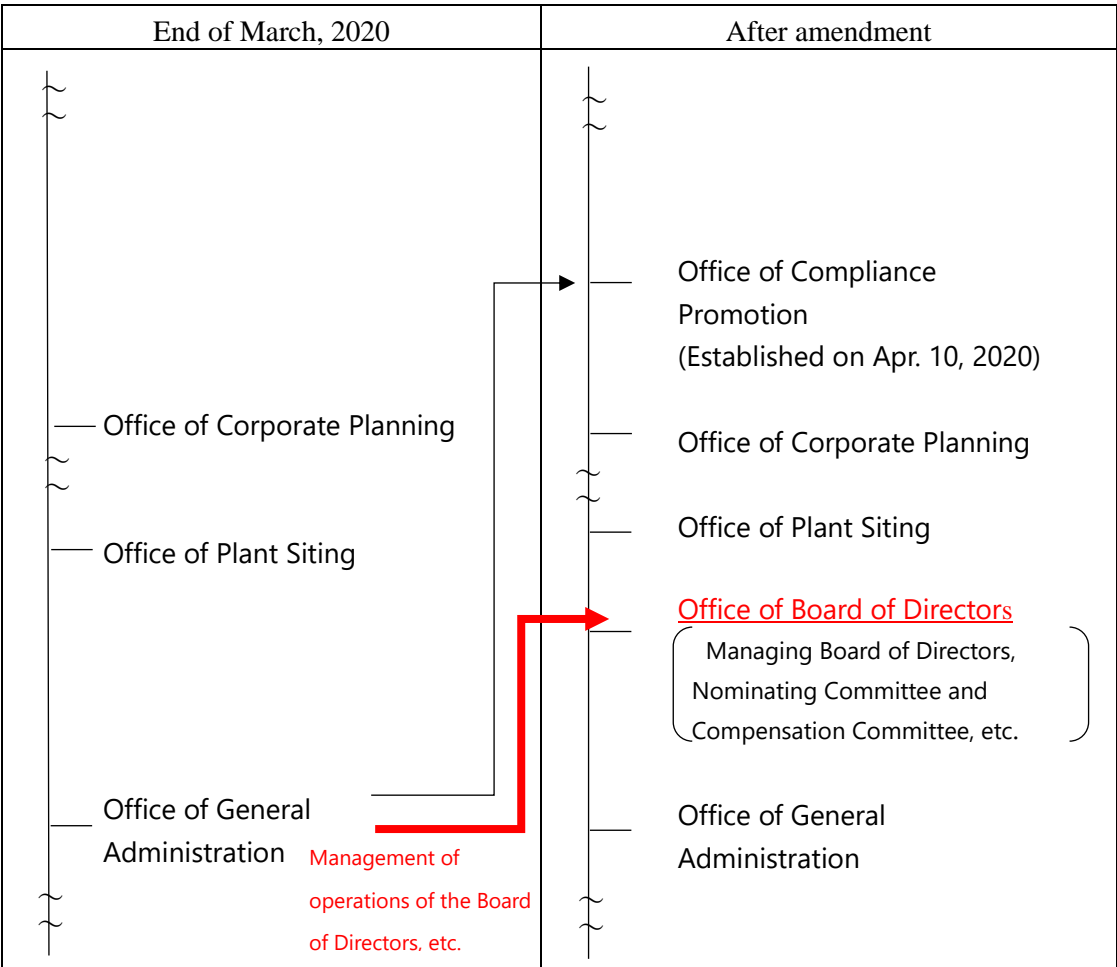 End of March, 2020
After amendment
Office of Corporate Planning
Office of Plant Siting
Office of General
Administration
Management of
operations of the Board
of Directors, etc.
Office of Compliance
Promotion
(Established on Apr. 10, 2020)
Office of Corporate Planning
Office of Plant Siting
Office of Board of Directors
Managing Board of Directors,
Nominating Committee and
Compensation Committee, etc.
Office of General
Administration